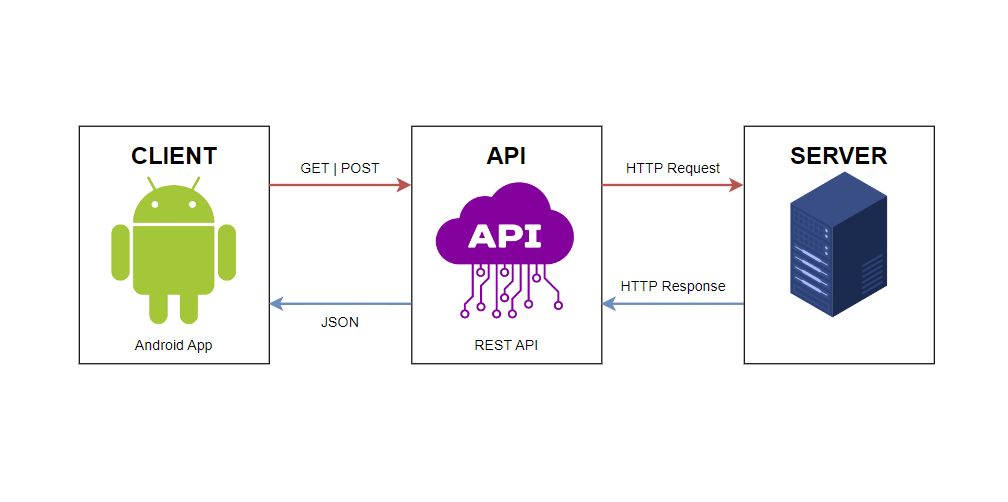 CLIENT
GET | POST
API
HTTP Request
SERVER
API
HTTP Response
JSON
Android App
REST API